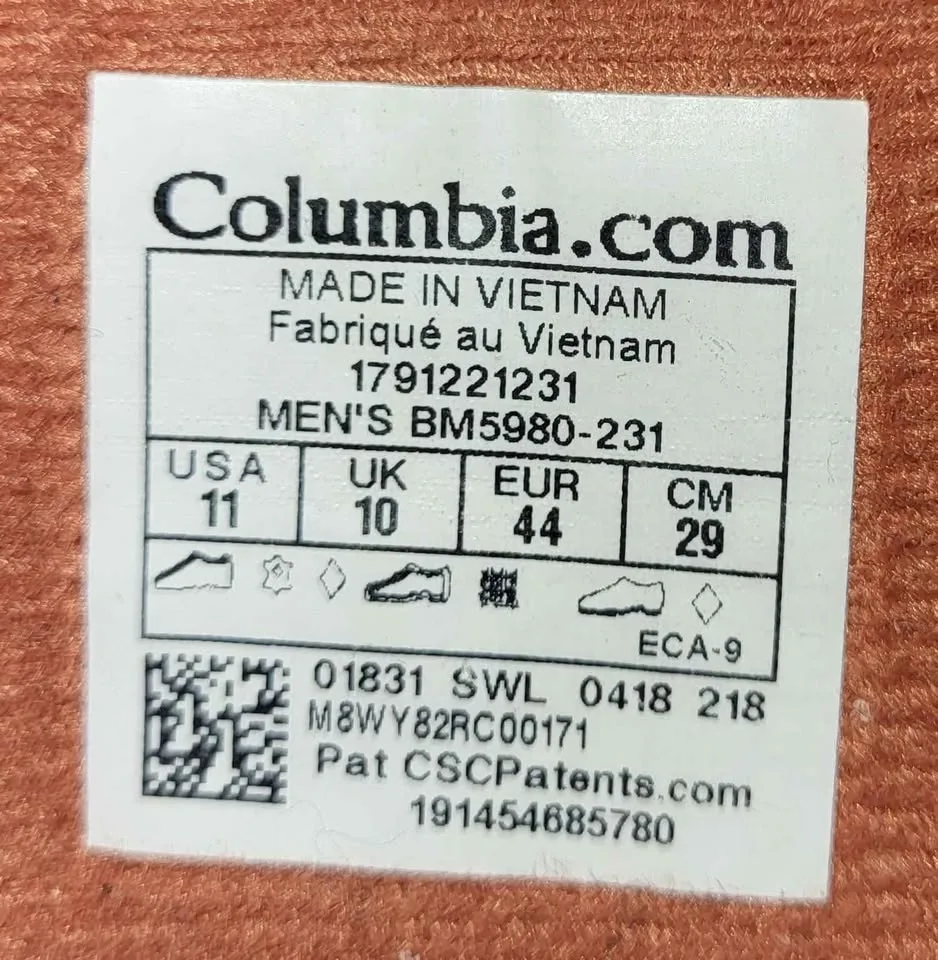 Columbia.com
MADE IN VIETNAM
Fabriqué au Vietnam
1791221231
MEN'S BM5980-231
USA UK EUR CM
11 10 44 29
ECA-9
01831 SWL 0418 218
M8WY82RC00171
Pat CSCPatents.com
191454685780